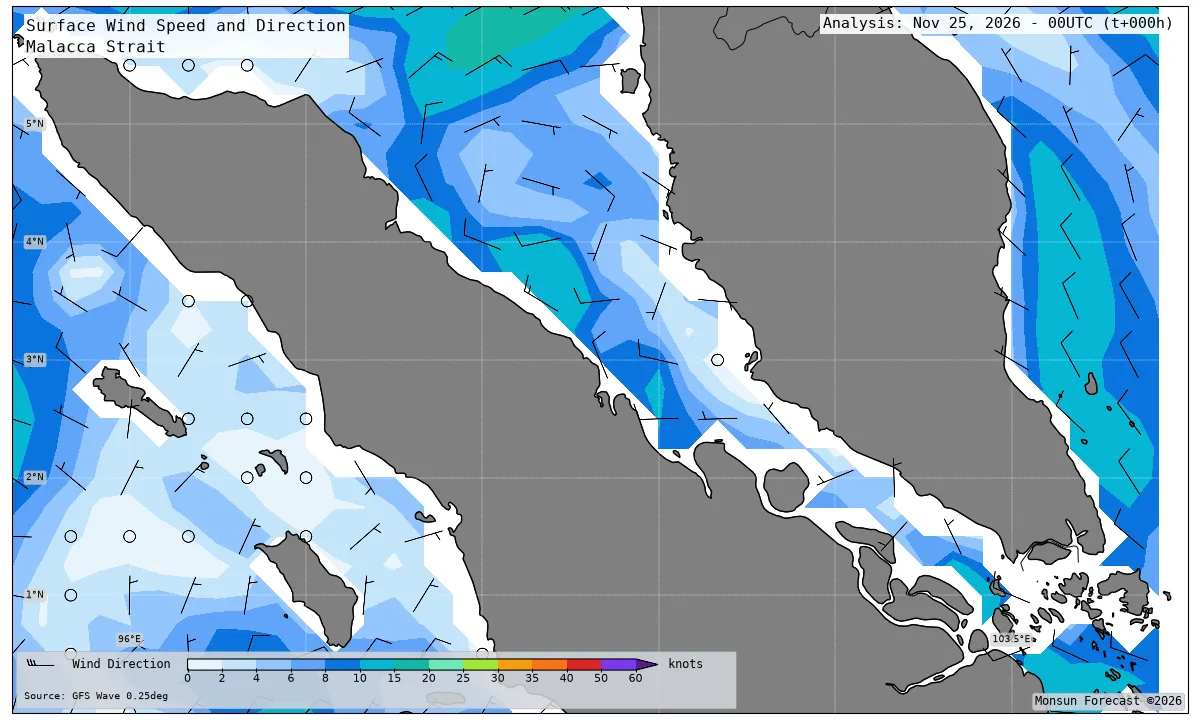 Surface Wind Speed and Direction
Malacca Strait
Analysis: Nov 25, 2026 - 00UTC (t+000h)
5°N
4°N
3°N
2°N
1°N
96°E
103.5°E
Wind Direction
knots
0 2 4 6 8 10 15 20 25 30 35 40 50 60
Source: GFS Wave 0.25deg
Monsun Forecast ©2026